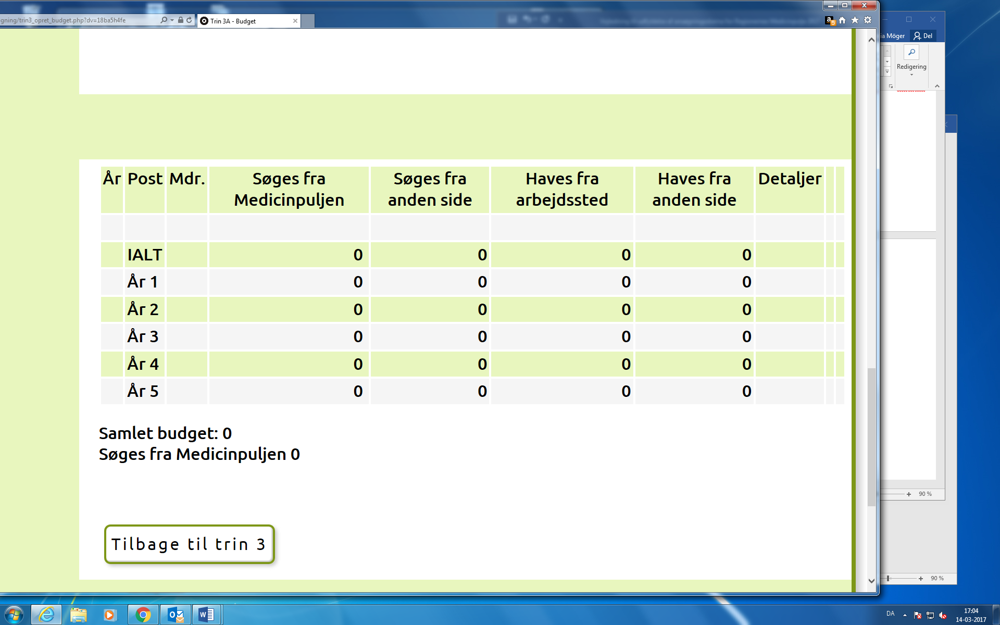 gning/trin3_opret_budget.php?dv=18ba5h4fe
Trin 3A - Budget
ia Möger
Del
Redigering
År Post Mdr. Søges fra Medicinpuljen Søges fra anden side Haves fra arbejdssted Haves fra anden side Detaljer
IALT 0 0 0 0
År 1 0 0 0 0
År 2 0 0 0 0
År 3 0 0 0 0
År 4 0 0 0 0
År 5 0 0 0 0
Samlet budget: 0
Søges fra Medicinpuljen 0
Tilbage til trin 3
90 %
90 %
DA
17:04
14-03-2017